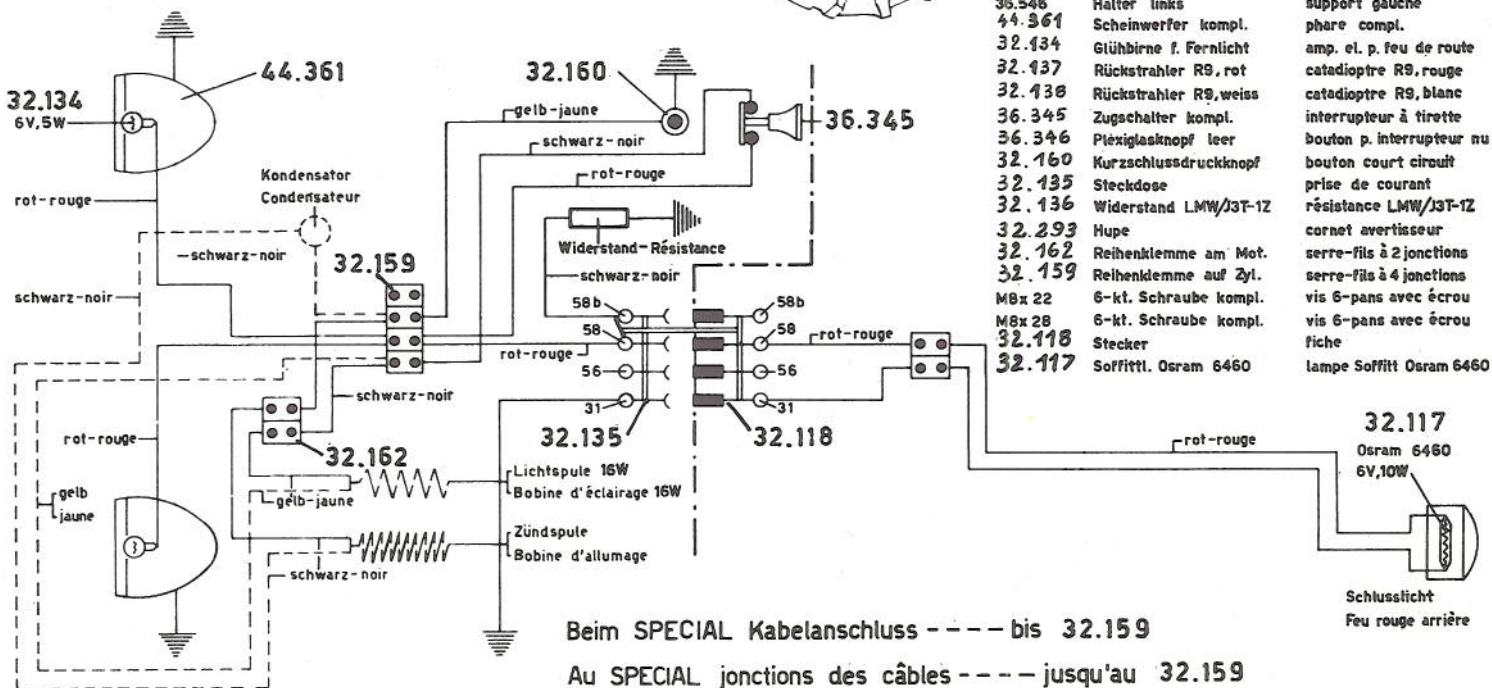 44.361
32.134
6V,5W
rot-rouge
Kondensator
Condensateur
schwarz-noir
schwarz-noir
32.159
32.160
gelb-jaune
schwarz-noir
rot-rouge
36.345
Widerstand-Résistance
schwarz-noir
58b
58
56
31
58b
58
56
31
rot-rouge
rot-rouge
32.135
32.118
schwarz-noir
rot-rouge
32.162
gelb
jaune
gelb-jaune
Lichtspule 16W
Bobine d'éclairage 16W
Zündspule
Bobine d'allumage
schwarz-noir
rot-rouge
32.117
Osram 6460
6V,10W
Schlusslicht
Feu rouge arrière
36.546 Halter links support gauche
44.361 Scheinwerfer kompl. phare compl.
32.134 Glühbirne f. Fernlicht amp. el. p. feu de route
32.137 Rückstrahler R9, rot catadioptre R9, rouge
32.138 Rückstrahler R9, weiss catadioptre R9, blanc
36.345 Zugschalter kompl. interrupteur à tirette
36.346 Plexiglasknopf leer bouton p. interrupteur nu
32.160 Kurzschlussdruckknopf bouton court circuit
32.135 Steckdose prise de courant
32.136 Widerstand LMW/J3T-1Z résistance LMW/J3T-1Z
32.293 Hupe cornet avertisseur
32.162 Reihenklemme am Mot. serre-fils à 2 jonctions
32.159 Reihenklemme auf Zyl. serre-fils à 4 jonctions
M8x 22 6-kt. Schraube kompl. vis 6-pans avec écrou
M8x 28 6-kt. Schraube kompl. vis 6-pans avec écrou
32.118 Stecker fiche
32.117 Soffittl. Osram 6460 lampe Soffitt Osram 6460
Beim SPECIAL Kabelanschluss ---- bis 32.159
Au SPECIAL jonctions des câbles ---- jusqu'au 32.159